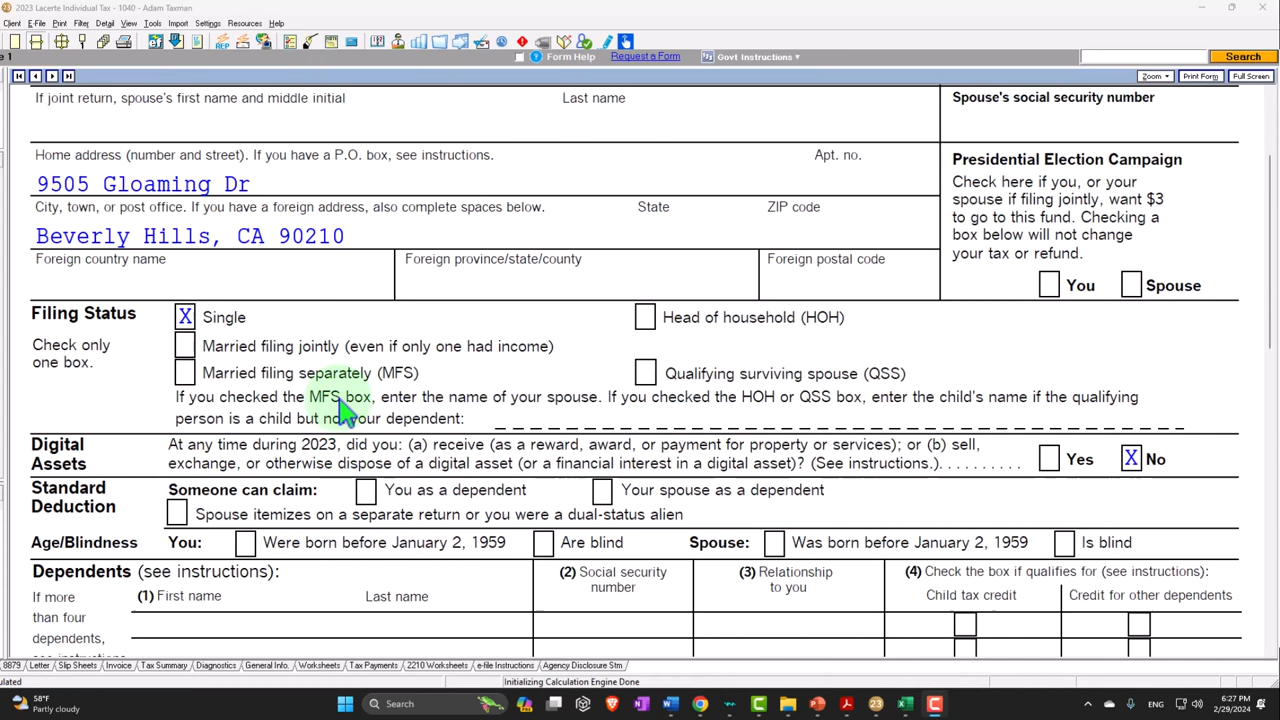 2023 Lacerte Individual Tax - 1040 - Adam Taxman
Client E-File Print Filter Detail View Tools Import Settings Resources Help
e 1
Form Help Request a Form Govt Instructions Search
Zoom Print Form Full Screen
If joint return, spouse's first name and middle initial Last name Spouse's social security number
Home address (number and street). If you have a P.O. box, see instructions. Apt. no.
9505 Gloaming Dr
City, town, or post office. If you have a foreign address, also complete spaces below. State ZIP code
Beverly Hills, CA 90210
Foreign country name Foreign province/state/county Foreign postal code
Presidential Election Campaign
Check here if you, or your
spouse if filing jointly, want $3
to go to this fund. Checking a
box below will not change
your tax or refund.
You Spouse
Filing Status X Single Head of household (HOH)
Check only
one box.
Married filing jointly (even if only one had income)
Married filing separately (MFS) Qualifying surviving spouse (QSS)
If you checked the MFS box, enter the name of your spouse. If you checked the HOH or QSS box, enter the child's name if the qualifying
person is a child but not your dependent:
Digital
Assets
At any time during 2023, did you: (a) receive (as a reward, award, or payment for property or services); or (b) sell,
exchange, or otherwise dispose of a digital asset (or a financial interest in a digital asset)? (See instructions.). . . . . . . . . . . Yes X No
Standard
Deduction
Someone can claim: You as a dependent Your spouse as a dependent
Spouse itemizes on a separate return or you were a dual-status alien
Age/Blindness You: Were born before January 2, 1959 Are blind Spouse: Was born before January 2, 1959 Is blind
Dependents (see instructions):
If more
than four
dependents,
see instructions
(1) First name Last name
(2) Social security
number
(3) Relationship
to you
(4) Check the box if qualifies for (see instructions):
Child tax credit Credit for other dependents
8879 Letter Slip Sheets Invoice Tax Summary Diagnostics General Info. Worksheets Tax Payments 2210 Worksheets e-file Instructions Agency Disclosure Stm
ulated Initializing Calculation Engine Done
58°F
Partly cloudy
Search
ENG
6:27 PM
2/29/2024